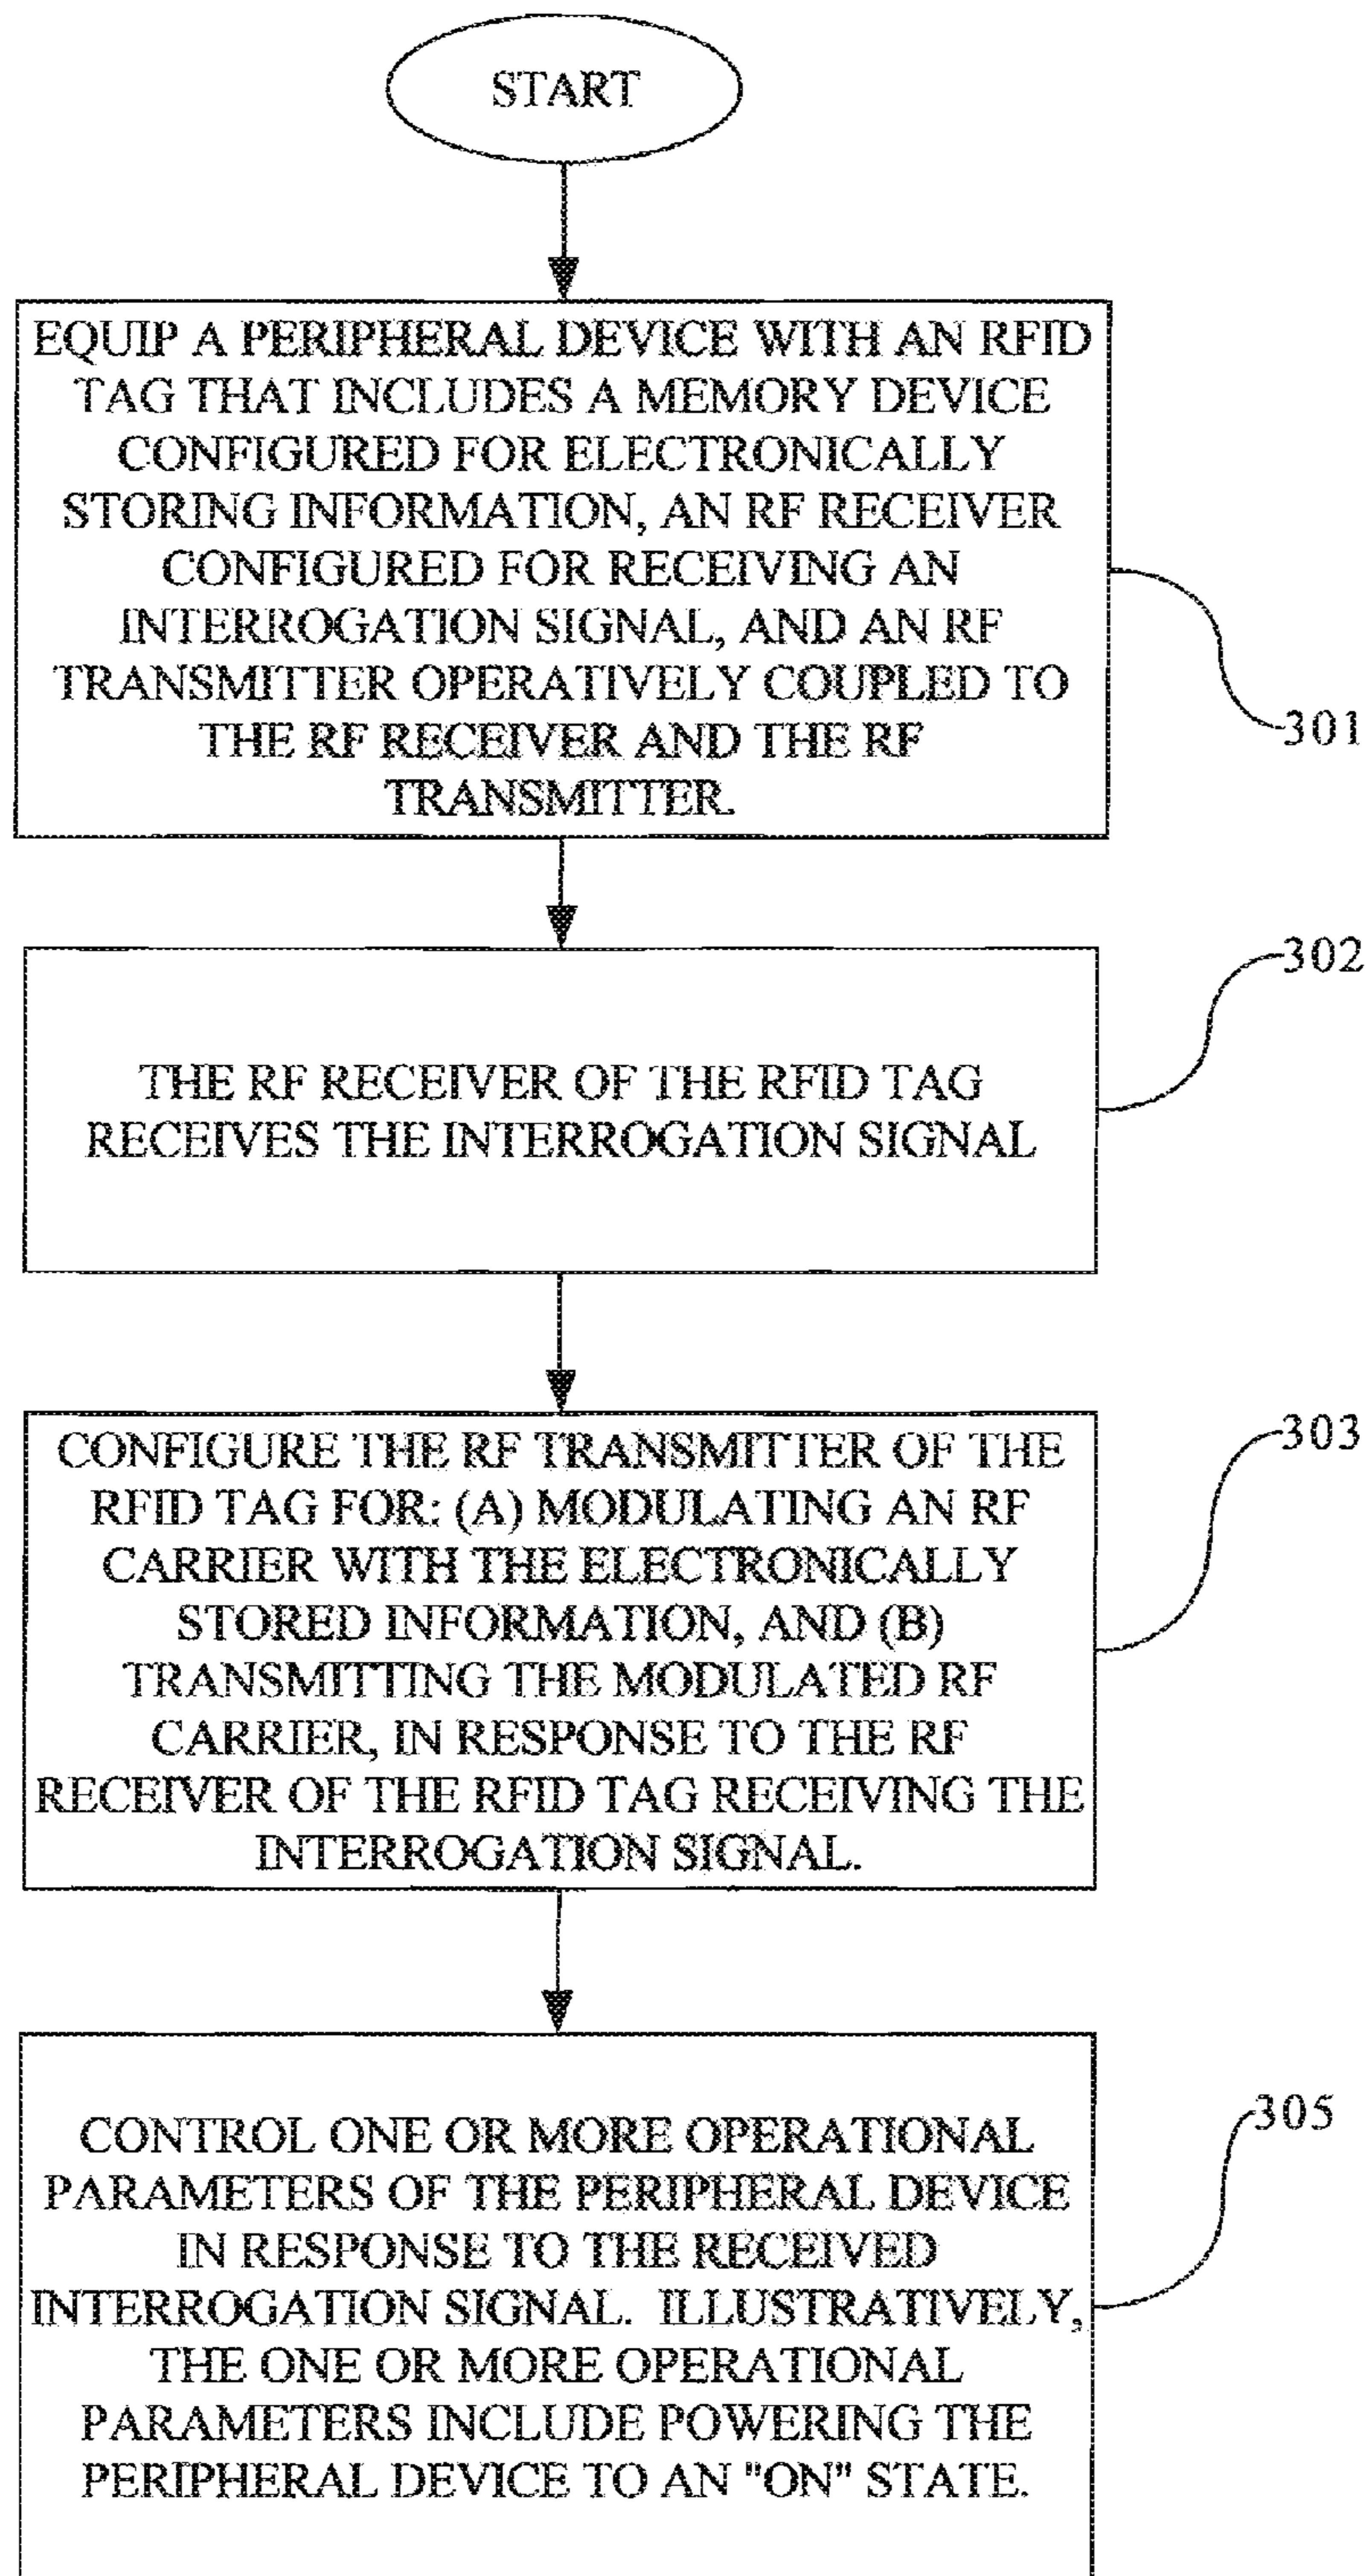 START
EQUIP A PERIPHERAL DEVICE WITH AN RFID
TAG THAT INCLUDES A MEMORY DEVICE
CONFIGURED FOR ELECTRONICALLY
STORING INFORMATION, AN RF RECEIVER
CONFIGURED FOR RECEIVING AN
INTERROGATION SIGNAL, AND AN RF
TRANSMITTER OPERATIVELY COUPLED TO
THE RF RECEIVER AND THE RF
TRANSMITTER.
301
302
THE RF RECEIVER OF THE RFID TAG
RECEIVES THE INTERROGATION SIGNAL
303
CONFIGURE THE RF TRANSMITTER OF THE
RFID TAG FOR: (A) MODULATING AN RF
CARRIER WITH THE ELECTRONICALLY
STORED INFORMATION, AND (B)
TRANSMITTING THE MODULATED RF
CARRIER, IN RESPONSE TO THE RF
RECEIVER OF THE RFID TAG RECEIVING THE
INTERROGATION SIGNAL.
305
CONTROL ONE OR MORE OPERATIONAL
PARAMETERS OF THE PERIPHERAL DEVICE
IN RESPONSE TO THE RECEIVED
INTERROGATION SIGNAL. ILLUSTRATIVELY,
THE ONE OR MORE OPERATIONAL
PARAMETERS INCLUDE POWERING THE
PERIPHERAL DEVICE TO AN "ON" STATE.